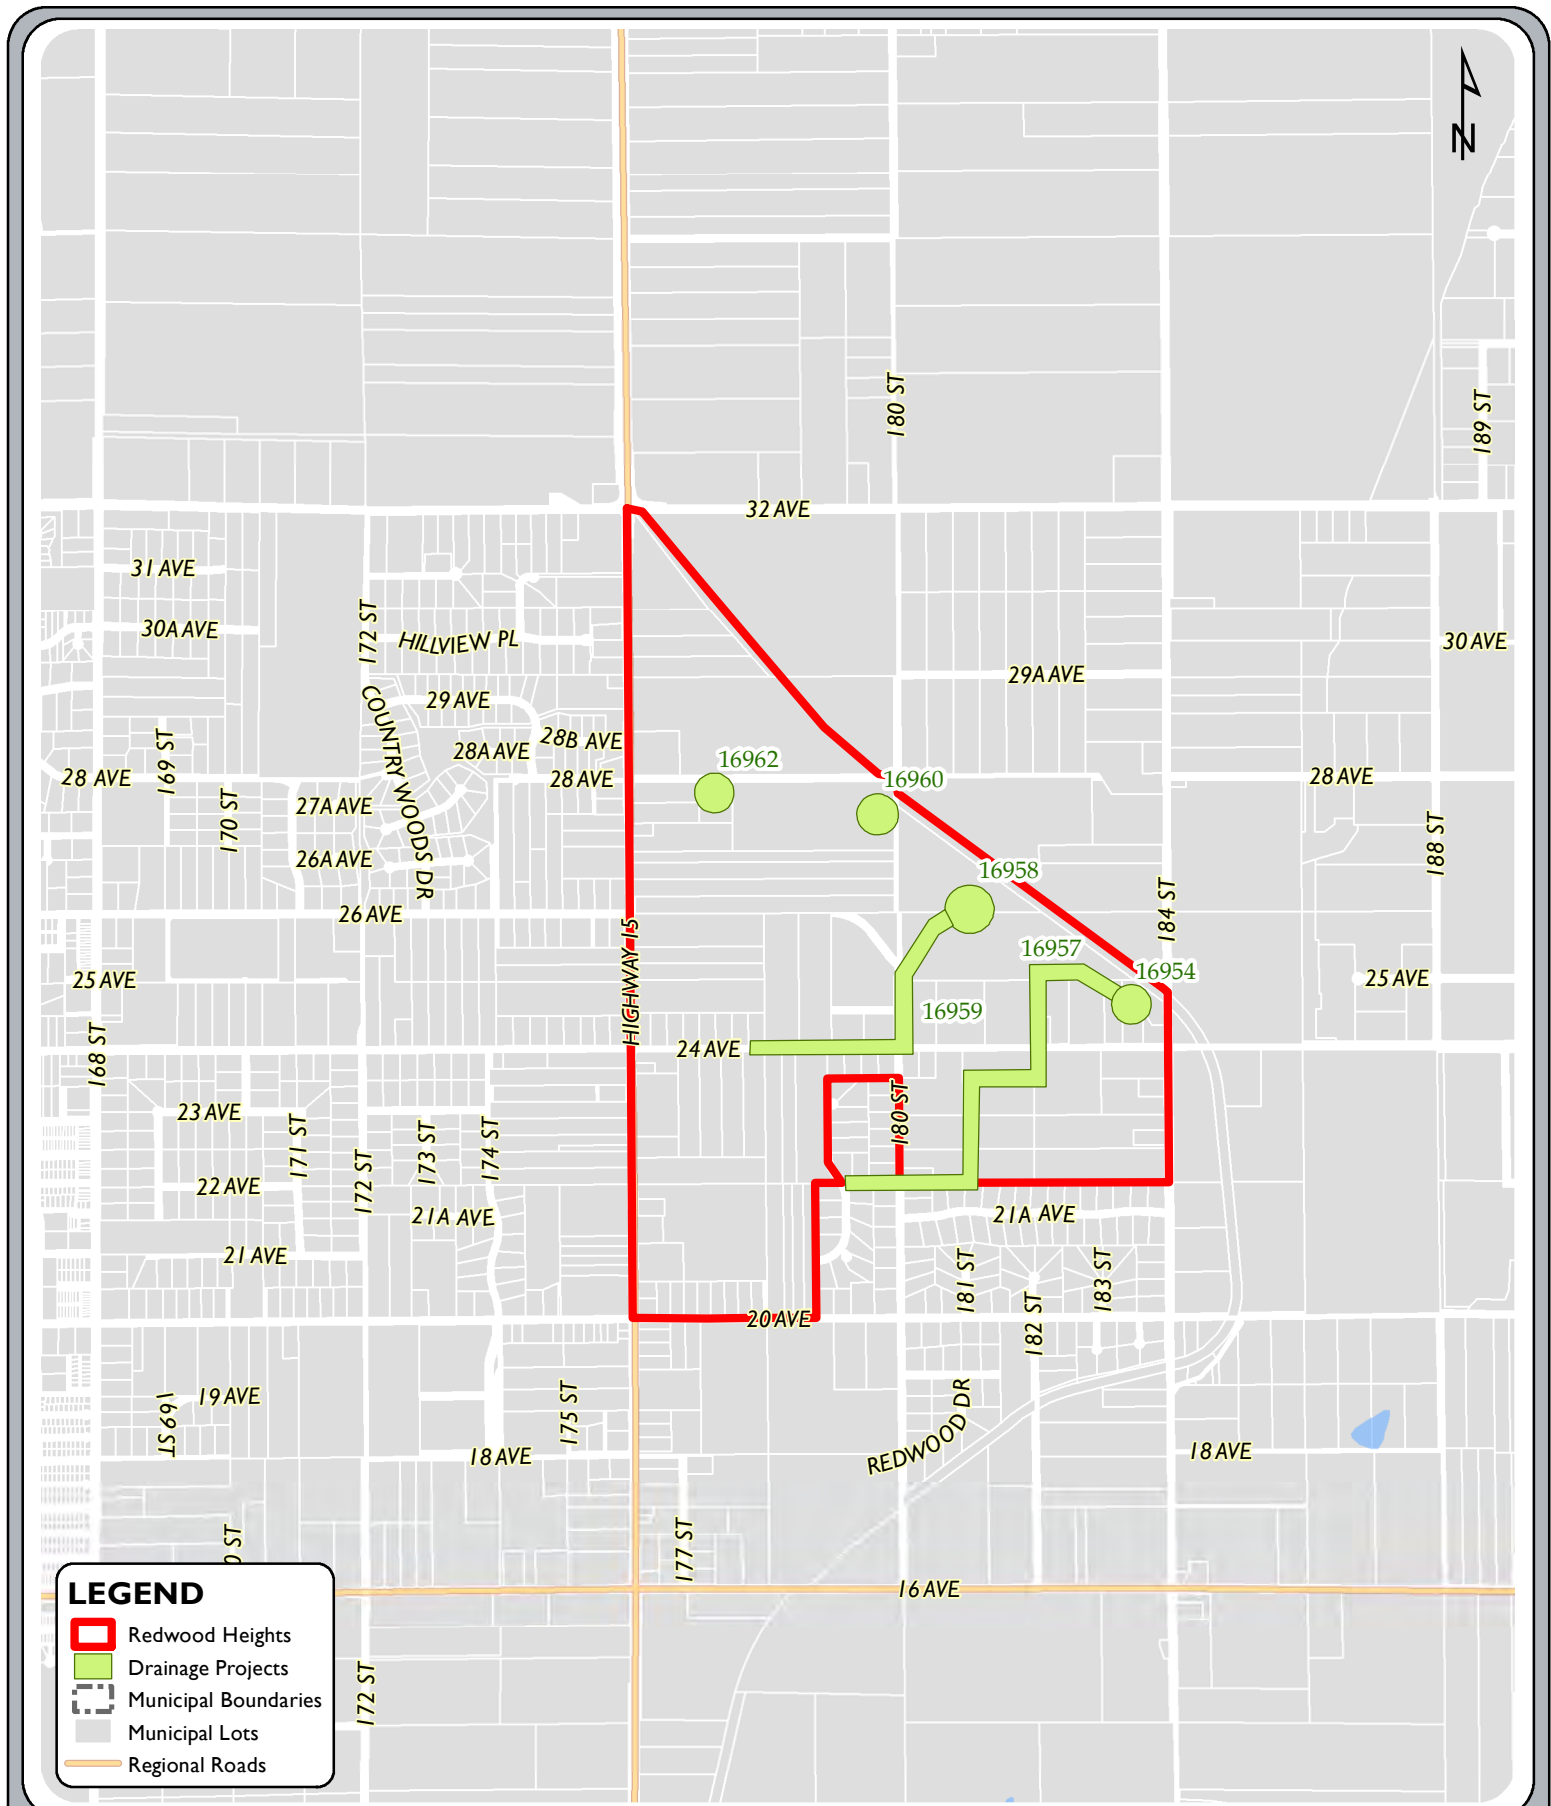 N
180 ST
189 ST
32 AVE
31 AVE
30A AVE
172 ST
HILLVIEW PL
30 AVE
29A AVE
COUNTRY WOODS DR
29 AVE
28B AVE
28A AVE
169 ST
28 AVE
28 AVE
28 AVE
16962
16960
170 ST
27A AVE
188 ST
26A AVE
16958
184 ST
26 AVE
HIGHWAY 15
16957
16954
25 AVE
25 AVE
16959
168 ST
24 AVE
23 AVE
171 ST
173 ST
174 ST
180 ST
172 ST
22 AVE
21A AVE
21A AVE
21 AVE
181 ST
183 ST
182 ST
20 AVE
169 ST
19 AVE
175 ST
REDWOOD DR
18 AVE
18 AVE
177 ST
0 ST
16 AVE
172 ST
LEGEND
Redwood Heights
Drainage Projects
Municipal Boundaries
Municipal Lots
Regional Roads